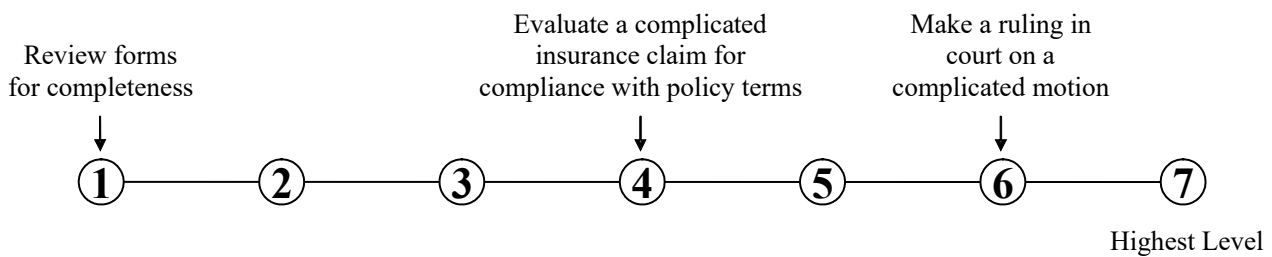 Review forms
for completeness
Evaluate a complicated
insurance claim for
compliance with policy terms
Make a ruling in
court on a
complicated motion
1 2 3 4 5 6 7
Highest Level